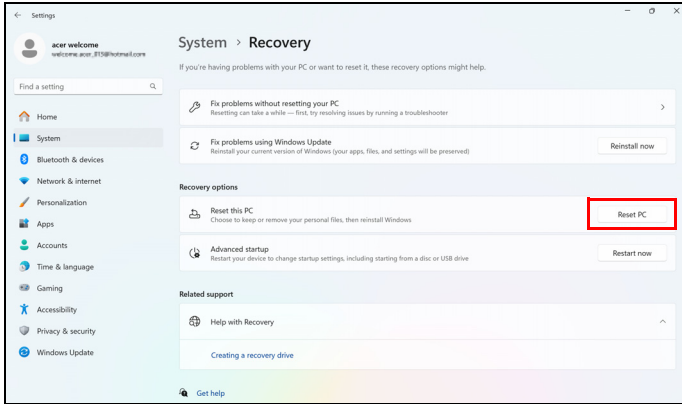 Settings
acer welcome
System > Recovery
If you're having problems with your PC or want to reset it, these recovery options might help.
Find a setting
Home
System
Bluetooth & devices
Network & internet
Personalization
Apps
Accounts
Time & language
Gaming
Accessibility
Privacy & security
Windows Update
Fix problems without resetting your PC
Resetting can take a while — first, try resolving issues by running a troubleshooter
Fix problems using Windows Update
Reinstall your current version of Windows (your apps, files, and settings will be preserved)
Reinstall now
Recovery options
Reset this PC
Choose to keep or remove your personal files, then reinstall Windows
Reset PC
Advanced startup
Restart your device to change startup settings, including starting from a disc or USB drive
Restart now
Related support
Help with Recovery
Creating a recovery drive
Get help